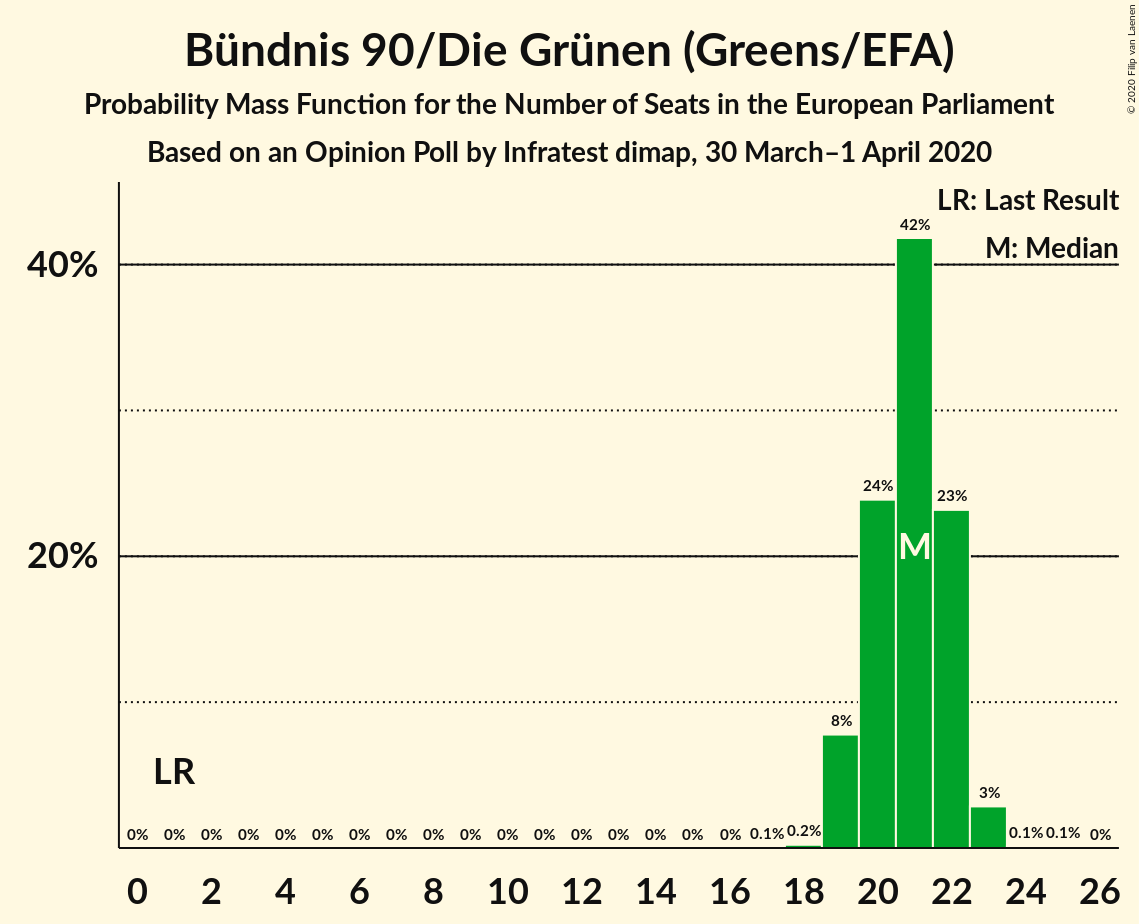 Bündnis 90/Die Grünen (Greens/EFA)
Probability Mass Function for the Number of Seats in the European Parliament
Based on an Opinion Poll by Infratest dimap, 30 March–1 April 2020
© 2020 Filip van Laenen
LR: Last Result
M: Median
40%
20%
42%
24%
23%
M
8%
3%
LR
0% 0% 0% 0% 0% 0% 0% 0% 0% 0% 0% 0% 0% 0% 0% 0% 0% 0.1% 0.2% 0.1% 0.1% 0%
0 2 4 6 8 10 12 14 16 18 20 22 24 26